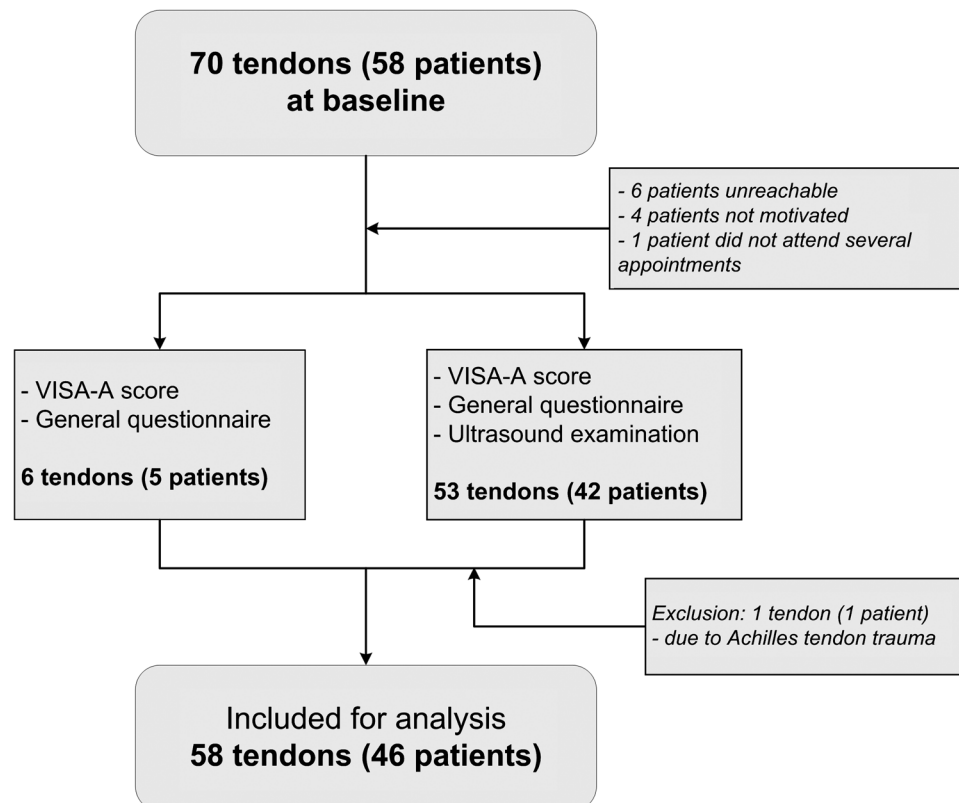 70 tendons (58 patients)
at baseline
- 6 patients unreachable
- 4 patients not motivated
- 1 patient did not attend several
appointments
- VISA-A score
- General questionnaire
6 tendons (5 patients)
- VISA-A score
- General questionnaire
- Ultrasound examination
53 tendons (42 patients)
Exclusion: 1 tendon (1 patient)
- due to Achilles tendon trauma
Included for analysis
58 tendons (46 patients)